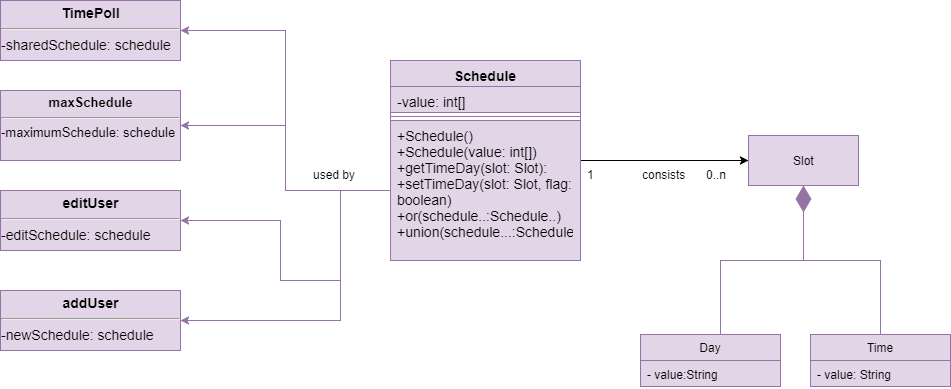 TimePoll
-sharedSchedule: schedule
maxSchedule
-maximumSchedule: schedule
editUser
-editSchedule: schedule
addUser
-newSchedule: schedule
used by
Schedule
-value: int[]
+Schedule()
+Schedule(value: int[])
+getTimeDay(slot: Slot):
+setTimeDay(slot: Slot, flag:
boolean)
+or(schedule..:Schedule..)
+union(schedule...:Schedule
1 consists 0..n
Slot
Day
- value:String
Time
- value: String